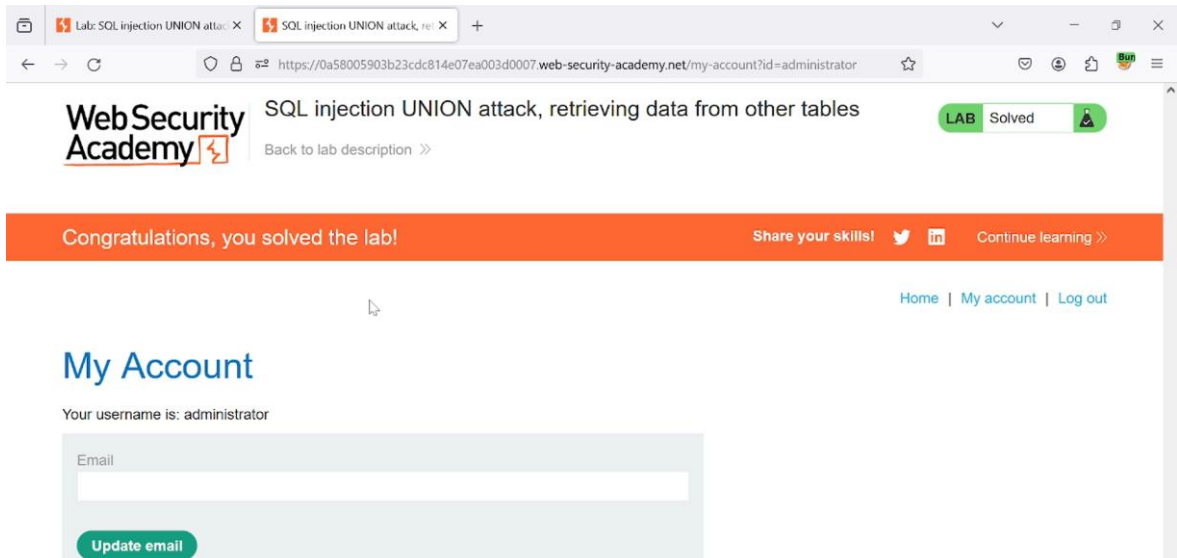 Lab: SQL injection UNION attac
SQL injection UNION attack, ret
https://0a58005903b23cdc814e07ea003d0007.web-security-academy.net/my-account?id=administrator
Web Security
Academy
SQL injection UNION attack, retrieving data from other tables
Back to lab description
LAB Solved
Congratulations, you solved the lab!
Share your skills!
Continue learning
Home | My account | Log out
My Account
Your username is: administrator
Email
Update email